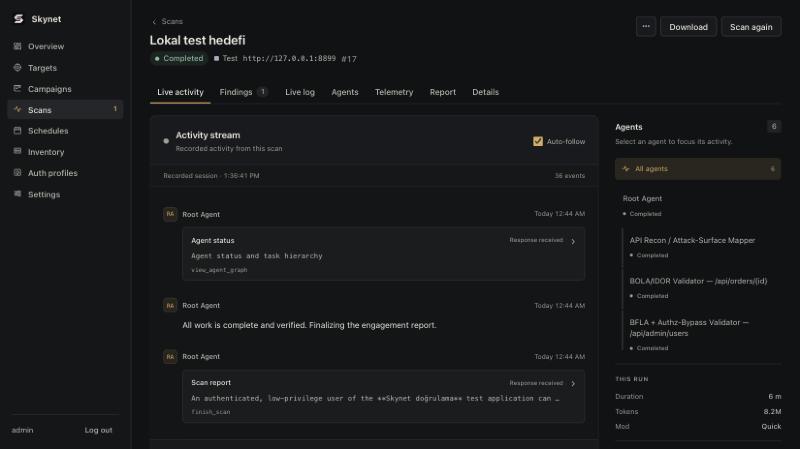 Skynet
Overview
Targets
Campaigns
Scans 1
Schedules
Inventory
Auth profiles
Settings
admin Log out
Scans
Lokal test hedefi
Completed Test http://127.0.0.1:8899 #17
... Download Scan again
Live activity Findings 1 Live log Agents Telemetry Report Details
Activity stream
Recorded activity from this scan
Auto-follow
Recorded session · 1:36:41 PM 36 events
RA Root Agent Today 12:44 AM
Agent status Response received
Agent status and task hierarchy
view_agent_graph
RA Root Agent Today 12:44 AM
All work is complete and verified. Finalizing the engagement report.
RA Root Agent Today 12:44 AM
Scan report Response received
An authenticated, low-privilege user of the **Skynet doğrulama** test application can …
finish_scan
Agents 6
Select an agent to focus its activity.
All agents 6
Root Agent
Completed
API Recon / Attack-Surface Mapper
Completed
BOLA/IDOR Validator — /api/orders/{id}
Completed
BFLA + Authz-Bypass Validator —
/api/admin/users
Completed
THIS RUN
Duration 6 m
Tokens 8.2M
Mod Quick